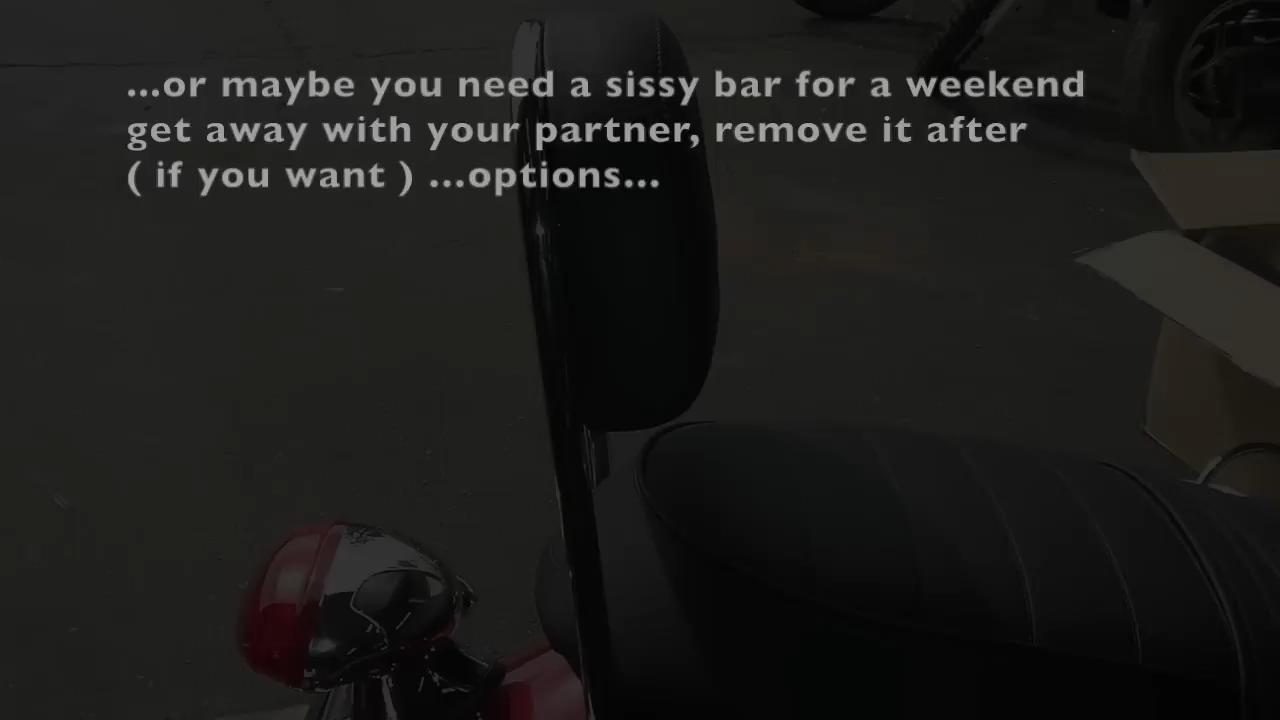 ...or maybe you need a sissy bar for a weekend
get away with your partner, remove it after
( if you want ) ...options...